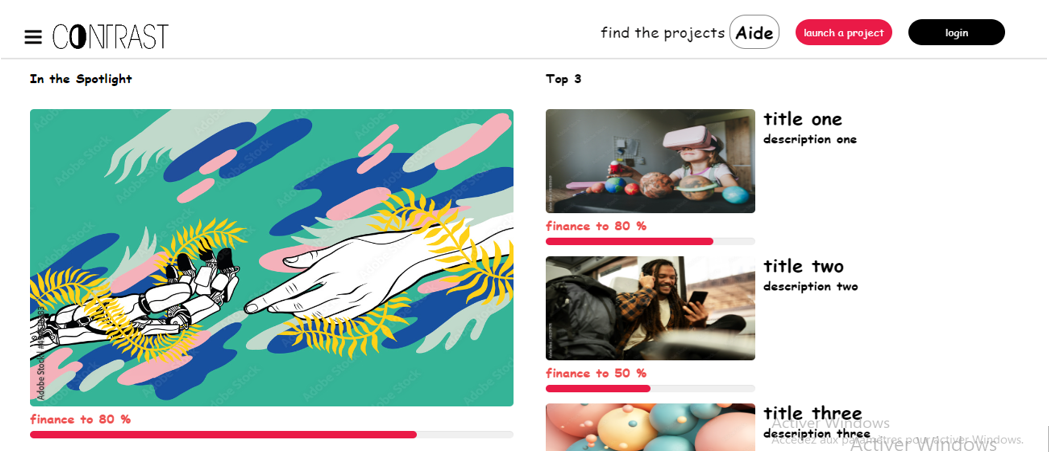 CONTRAST
find the projects Aide launch a project login
In the Spotlight
Adobe Stock
finance to 80 %
Top 3
title one
description one
finance to 80 %
title two
description two
finance to 50 %
title three
description three
Activer Windows
Accédez aux paramètres pour activer Windows.
Activer Windows